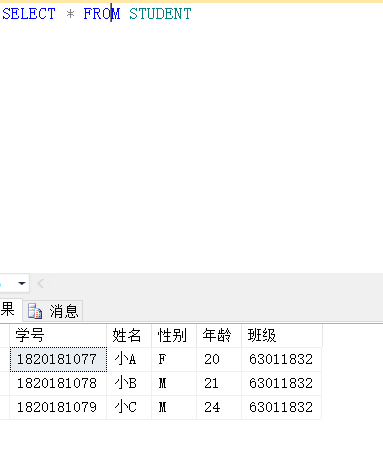 SELECT * FROM STUDENT
果 消息
学号 姓名 性别 年龄 班级
1820181077 小A F 20 63011832
1820181078 小B M 21 63011832
1820181079 小C M 24 63011832